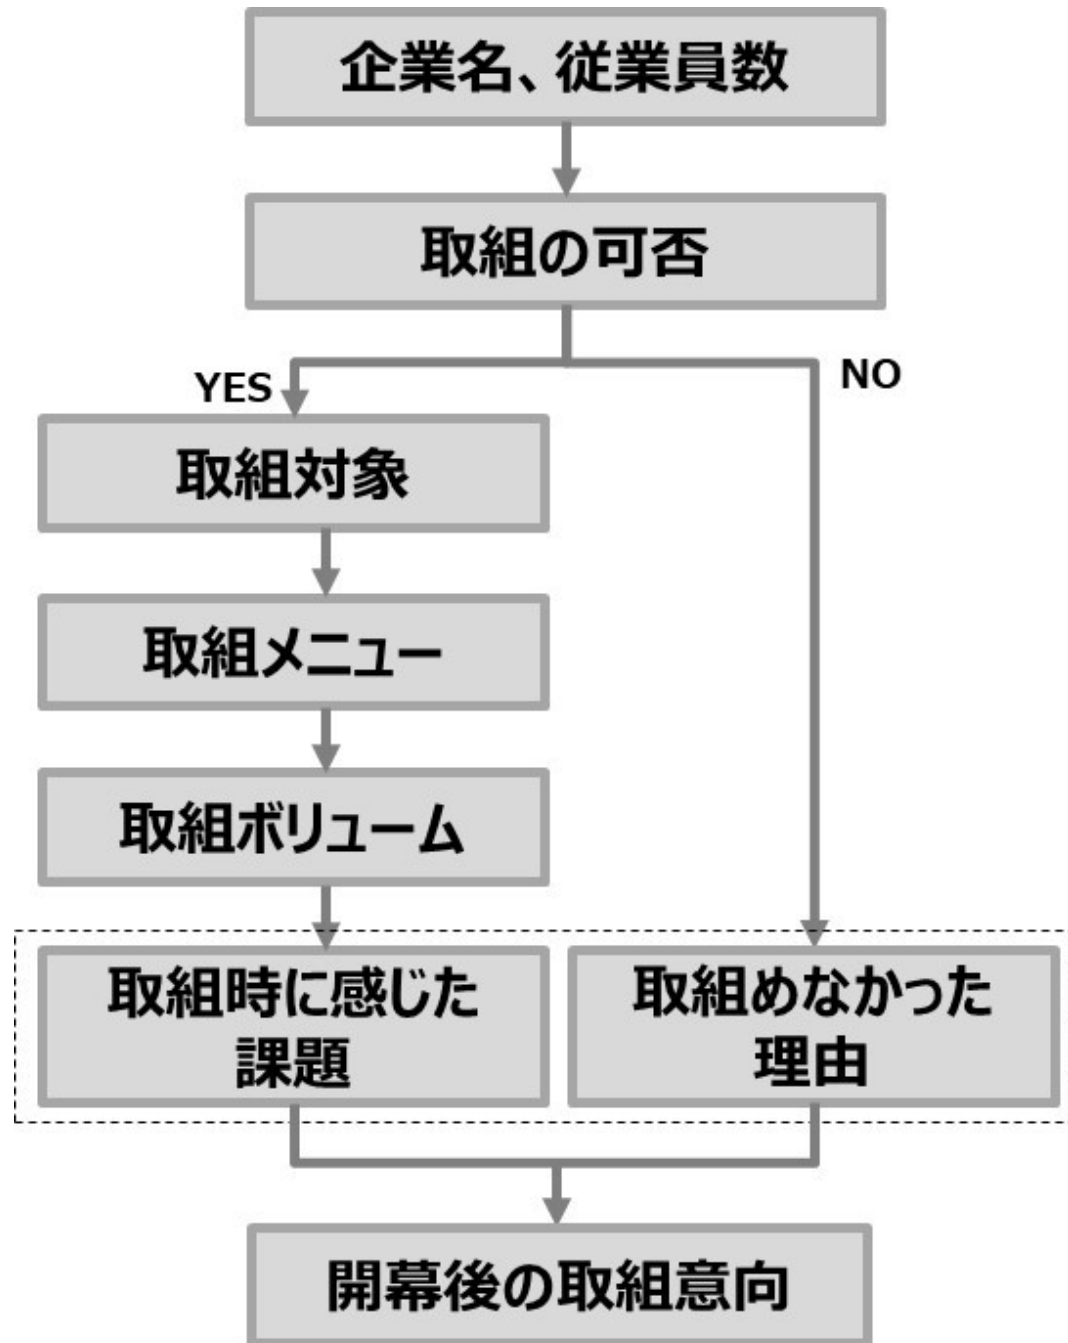 企業名、従業員数
取組の可否
YES
NO
取組対象
取組メニュー
取組ボリューム
取組時に感じた
課題
取組めなかった
理由
開幕後の取組意向